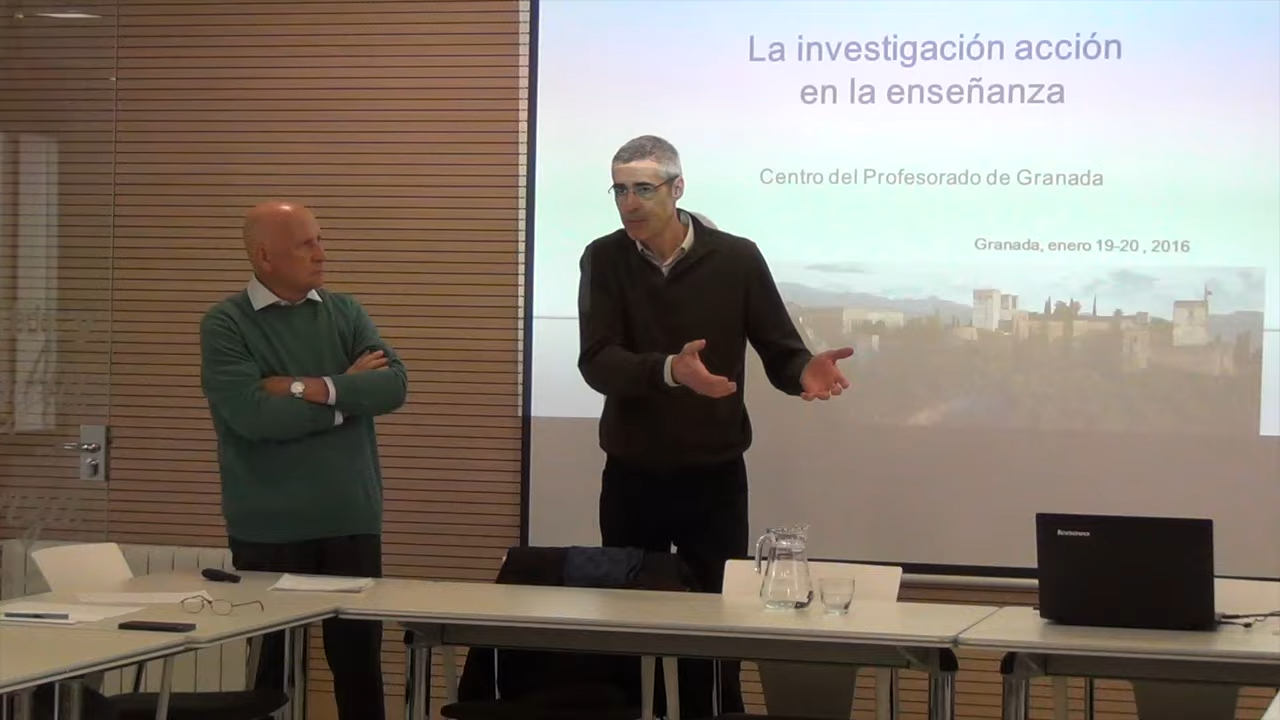 La investigación acción
en la enseñanza
Centro del Profesorado de Granada
Granada, enero 19-20 , 2016
lenovo